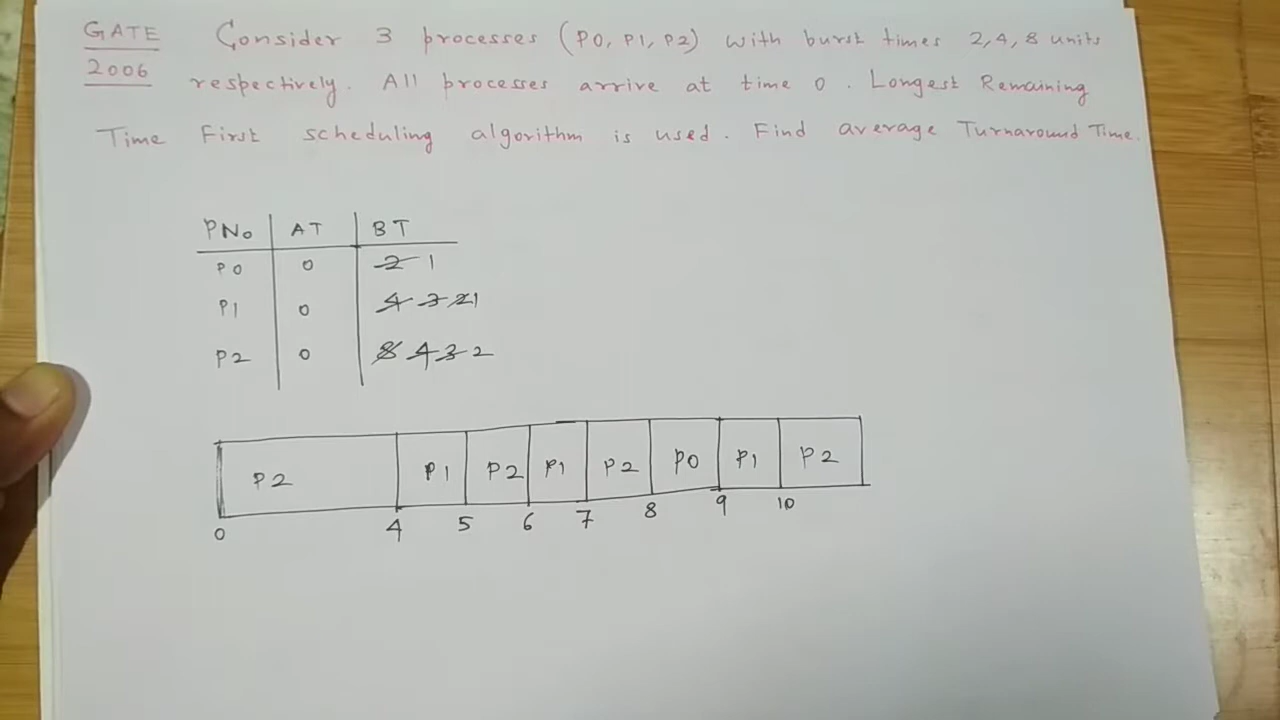 GATE Consider 3 processes (P0, P1, P2) with burst times 2, 4, 8 units
2006 respectively. All processes arrive at time 0. Longest Remaining
Time First scheduling algorithm is used. Find average Turnaround Time.
PNo AT BT
P0 0 2 1
P1 0 4 3 2 1
P2 0 8 4 3 2
P2 P1 P2 P1 P2 P0 P1 P2
0 4 5 6 7 8 9 10